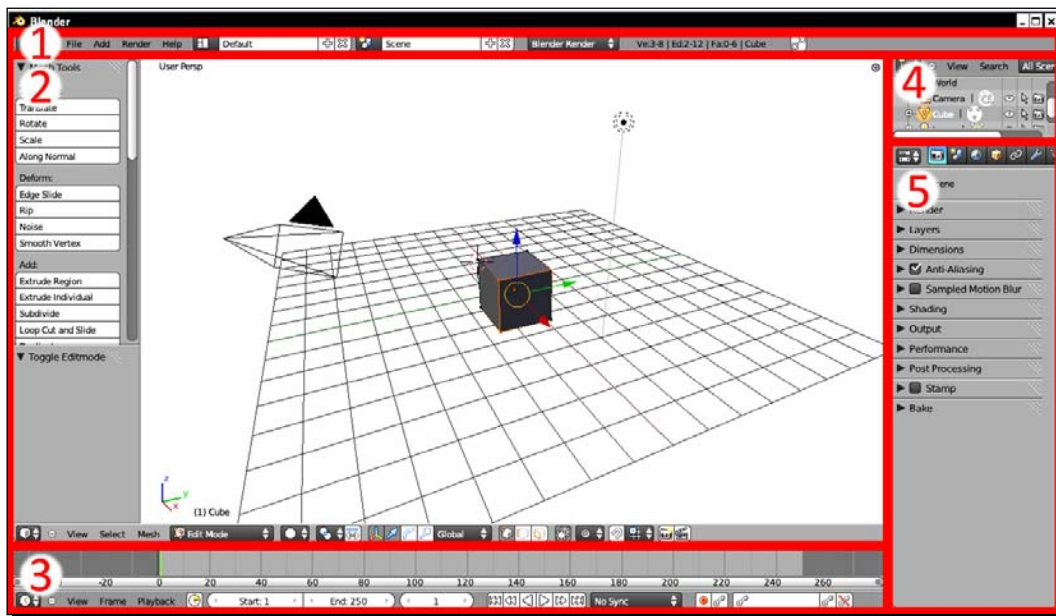 Blender
1
File Add Render Help Default Scene Blender Render Ve:3-8 | Ed:2-12 | Fa:0-6 | Cube
2
Mesh Tools
Translate
Rotate
Scale
Along Normal
Deform:
Edge Slide
Rip
Noise
Smooth Vertex
Add:
Extrude Region
Extrude Individual
Subdivide
Loop Cut and Slide
Toggle Editmode
User Persp
z
y
x
(1) Cube
View Select Mesh Edit Mode Global
3
-20 0 20 40 60 80 100 120 140 160 180 200 220 240 260
View Frame Playback Start: 1 End: 250 1 No Sync
4
View Search All Scen
World
Camera |
Cube |
5
Render
Layers
Dimensions
Anti-Aliasing
Sampled Motion Blur
Shading
Output
Performance
Post Processing
Stamp
Bake